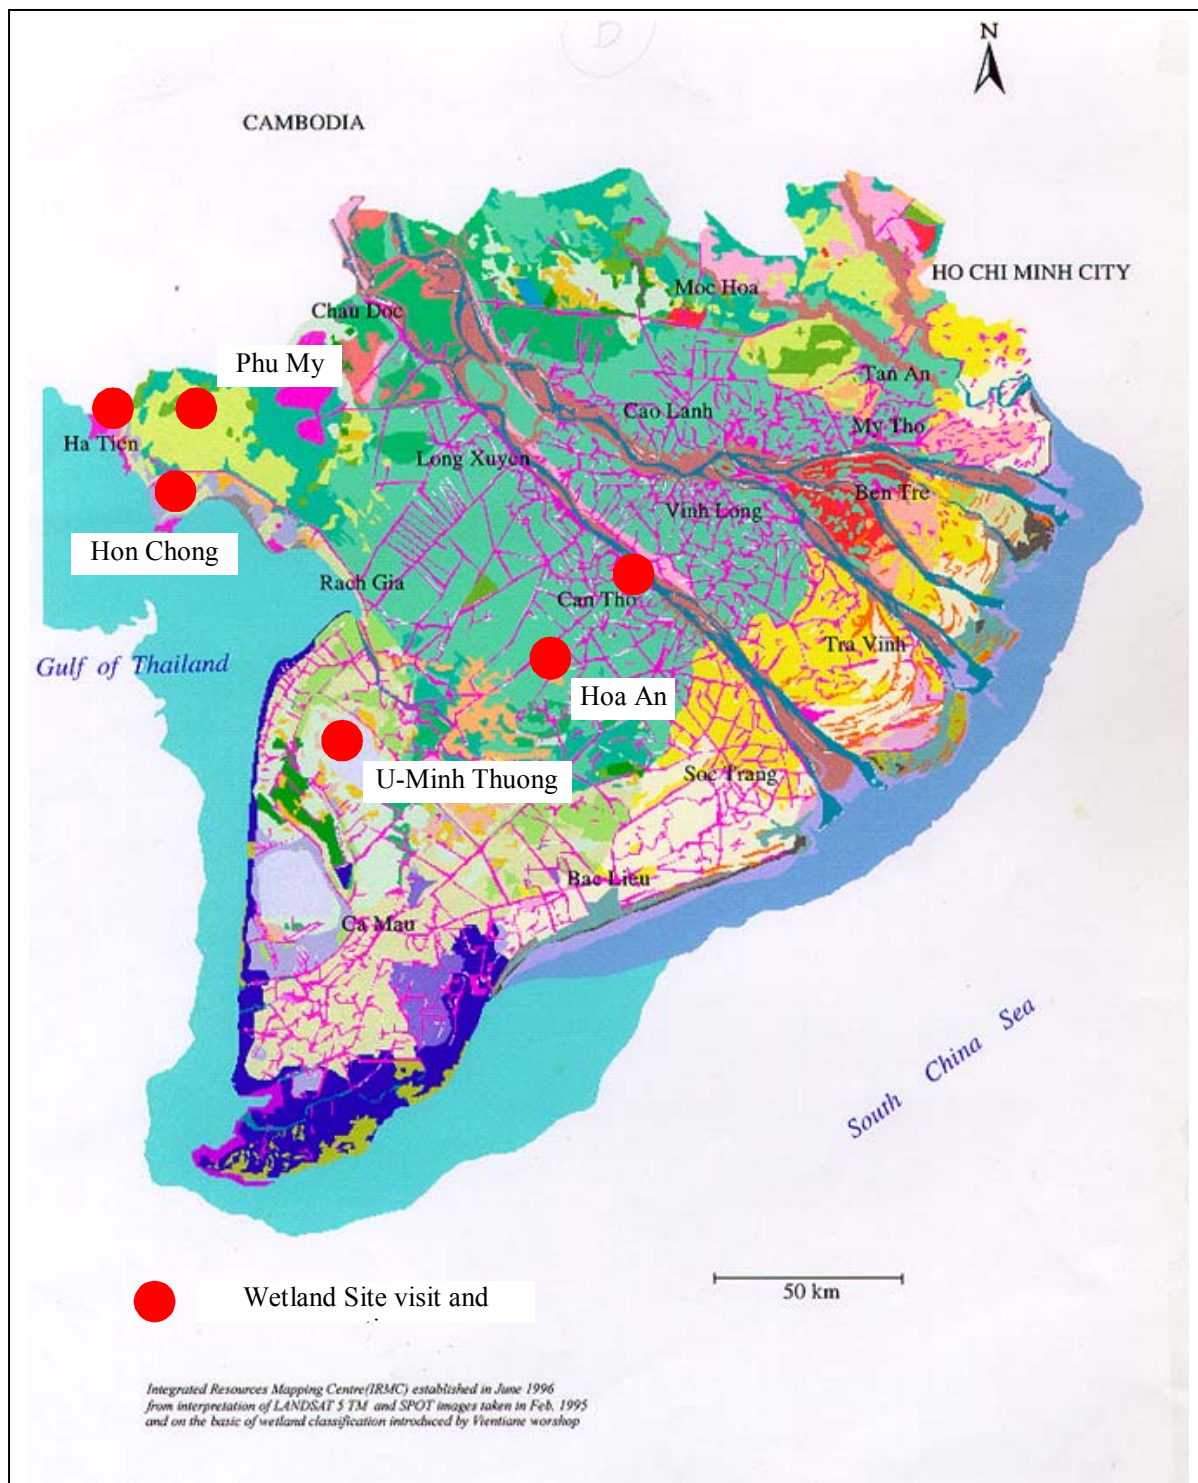 N
CAMBODIA
HO CHI MINH CITY
Moc Hoa
Chau Doc
Phu My
Tan An
Cao Lanh
My Tho
Ha Tien
Long Xuyen
Ben Tre
Vinh Long
Hon Chong
Rach Gia
Can Tho
Tra Vinh
Gulf of Thailand
Hoa An
U-Minh Thuong
Soc Trang
Bac Lieu
Ca Mau
South China Sea
50 km
Wetland Site visit and
Integrated Resources Mapping Centre(IRMC) established in June 1996
from interpretation of LANDSAT 5 TM and SPOT images taken in Feb. 1995
and on the basic of wetland classification introduced by Vientiane worshop